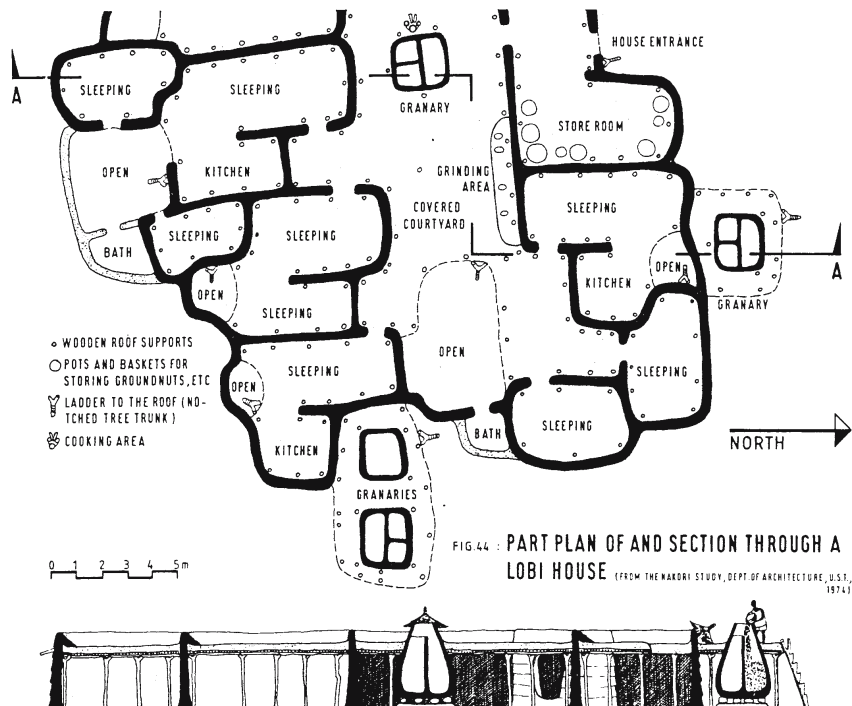 HOUSE ENTRANCE
A
SLEEPING
SLEEPING
GRANARY
STORE ROOM
OPEN
KITCHEN
GRINDING
AREA
SLEEPING
COVERED
COURTYARD
SLEEPING
SLEEPING
BATH
OPEN
A
KITCHEN
OPEN
GRANARY
SLEEPING
WOODEN ROOF SUPPORTS
POTS AND BASKETS FOR
STORING GROUNDNUTS, ETC
LADDER TO THE ROOF (NO-
TCHED TREE TRUNK)
COOKING AREA
OPEN
SLEEPING
SLEEPING
OPEN
SLEEPING
BATH
NORTH
KITCHEN
GRANARIES
FIG.44 : PART PLAN OF AND SECTION THROUGH A
LOBI HOUSE (FROM THE NAKORI STUDY, DEPT. OF ARCHITECTURE, U.S.T.,
1974)
0 1 2 3 4 5m